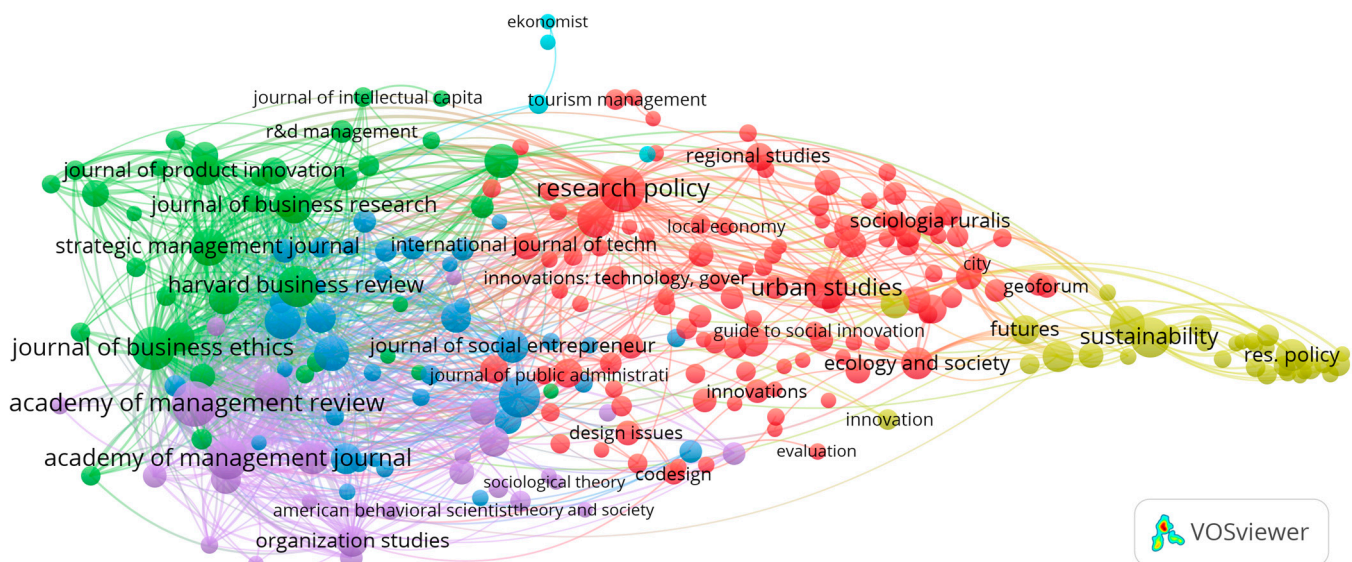 ekonomist
journal of intellectual capita
tourism management
r&d management
regional studies
journal of product innovation
research policy
journal of business research
sociologia ruralis
local economy
strategic management journal
international journal of techn
city
innovations: technology, gover
harvard business review
urban studies
geoforum
guide to social innovation
futures
sustainability
journal of business ethics
journal of social entrepreneur
res. policy
ecology and society
journal of public administrati
innovations
academy of management review
innovation
design issues
evaluation
academy of management journal
codesign
sociological theory
american behavioral scientist
theory and society
organization studies
VOSviewer